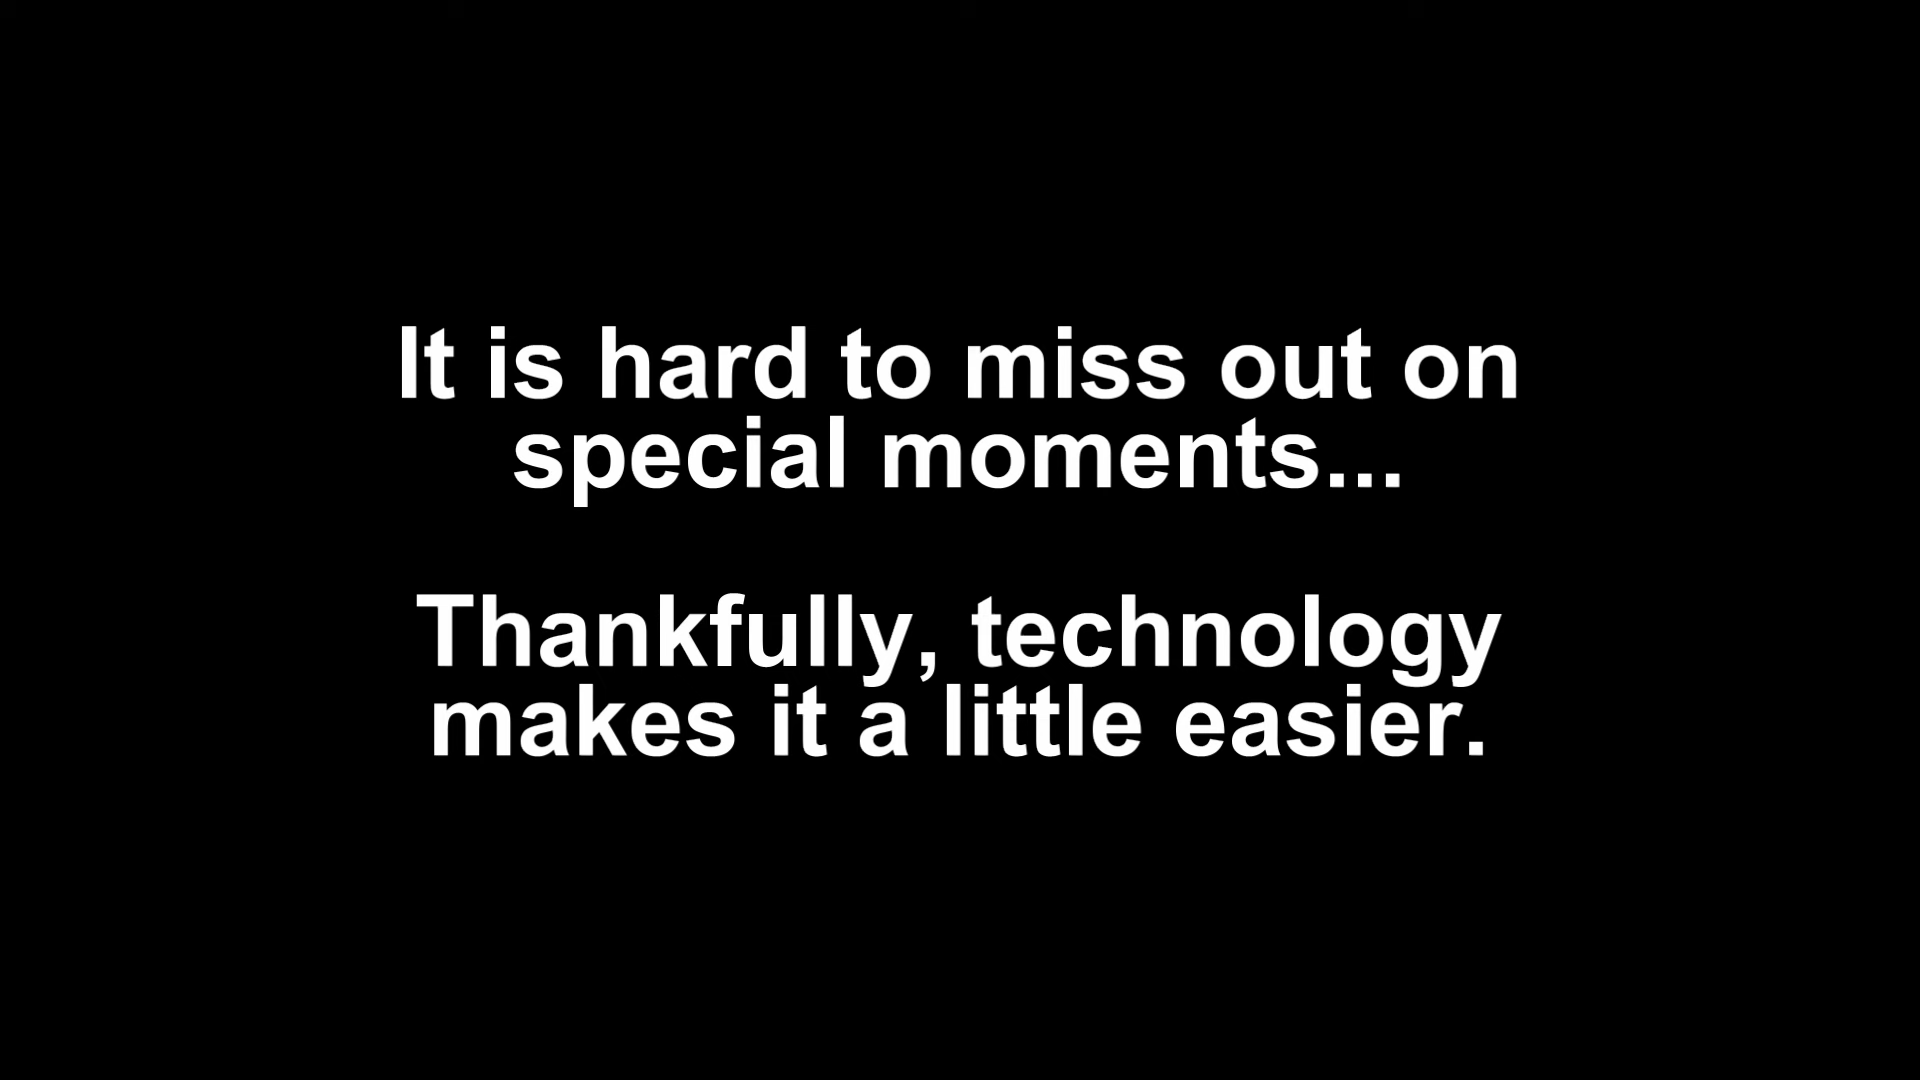 It is hard to miss out on
special moments...
Thankfully, technology
makes it a little easier.